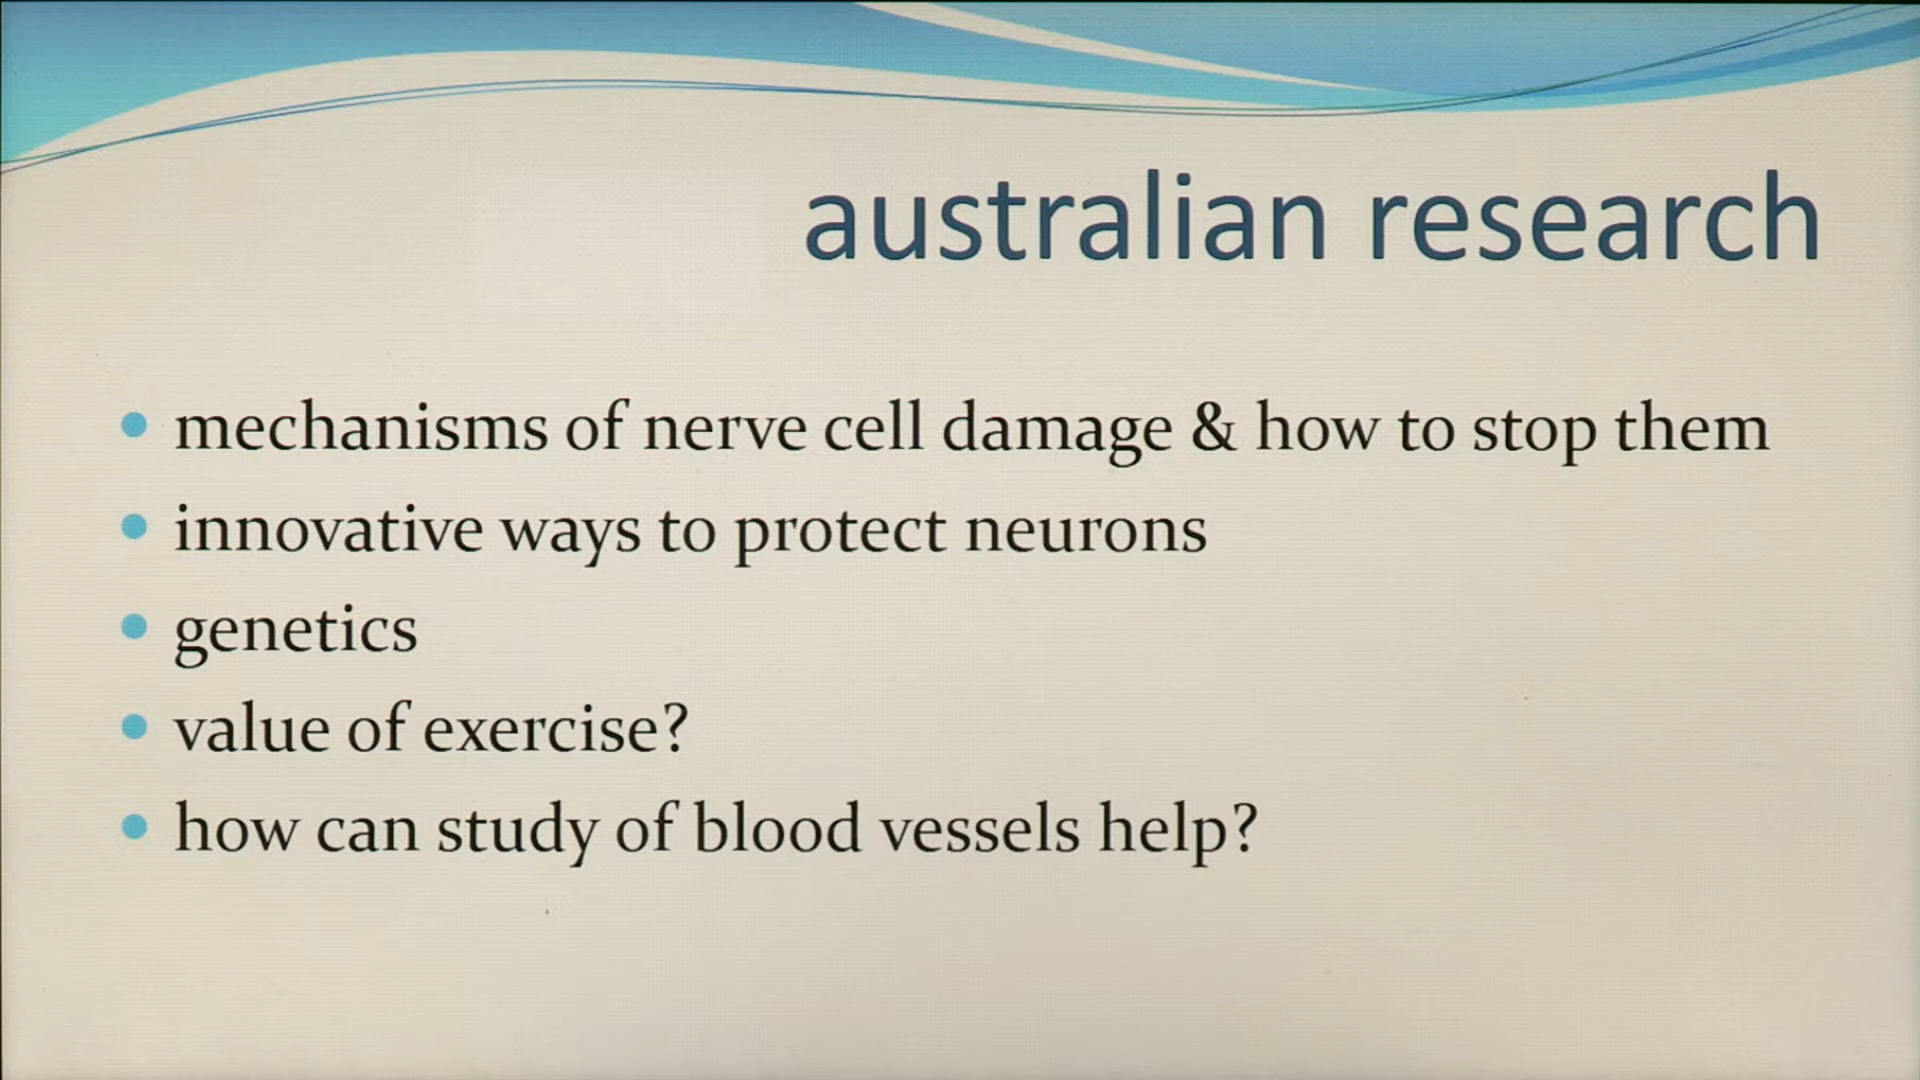 australian research
mechanisms of nerve cell damage & how to stop them
innovative ways to protect neurons
genetics
value of exercise?
how can study of blood vessels help?